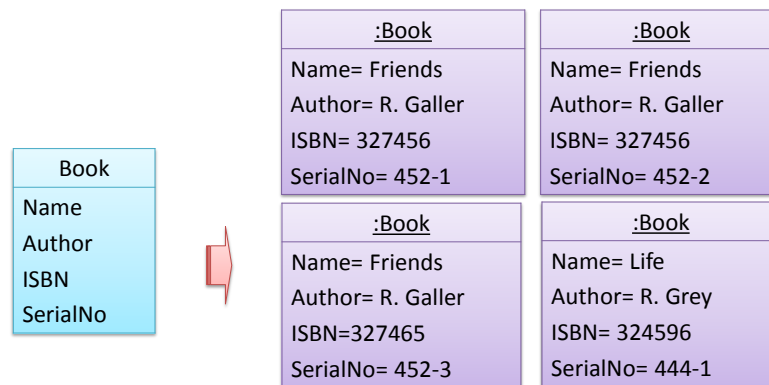 Book
Name
Author
ISBN
SerialNo
:Book
Name= Friends
Author= R. Galler
ISBN= 327456
SerialNo= 452-1
:Book
Name= Friends
Author= R. Galler
ISBN= 327456
SerialNo= 452-2
:Book
Name= Friends
Author= R. Galler
ISBN=327465
SerialNo= 452-3
:Book
Name= Life
Author= R. Grey
ISBN= 324596
SerialNo= 444-1